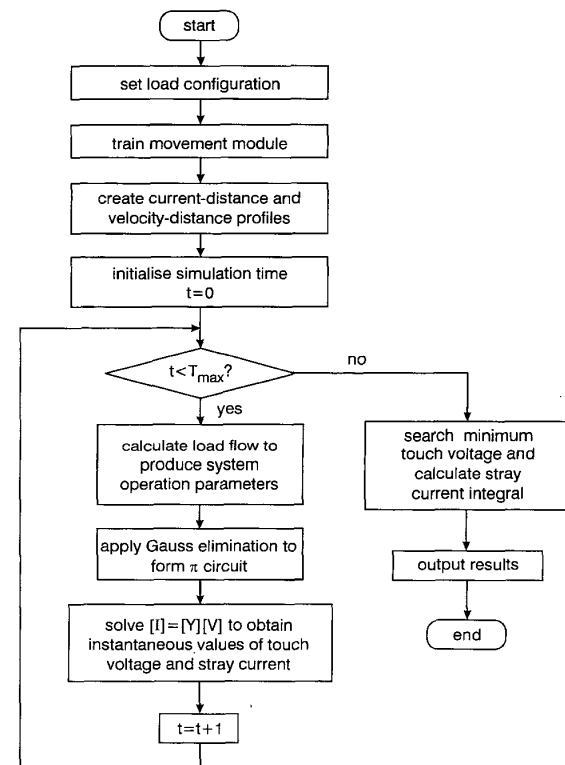 start
set load configuration
train movement module
create current-distance and
velocity-distance profiles
initialise simulation time
t=0
t<Tmax?
no
yes
calculate load flow to
produce system
operation parameters
apply Gauss elimination to
form π circuit
solve [I]=[Y][V] to obtain
instantaneous values of touch
voltage and stray current
t=t+1
search minimum
touch voltage and
calculate stray
current integral
output results
end